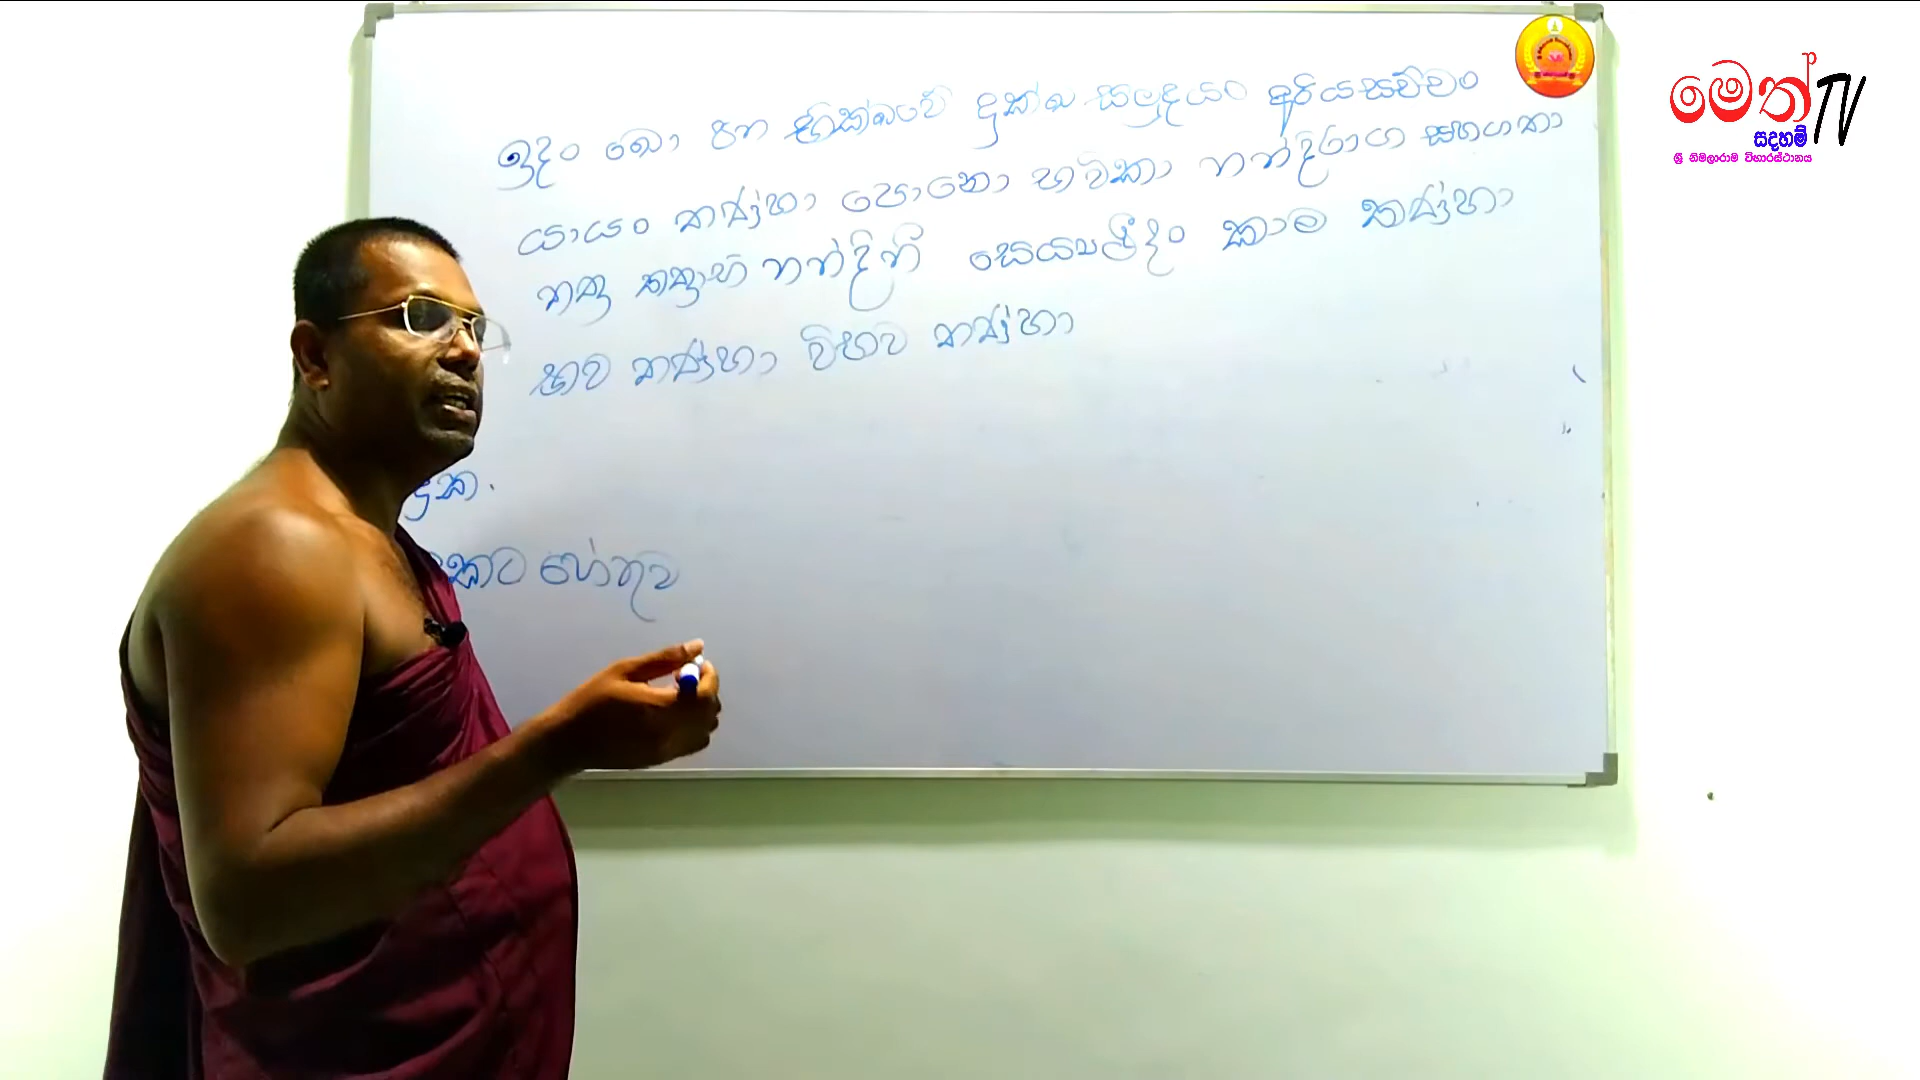 ඉදං ඛො පන භික්ඛවේ දුක්ඛ සමුදයං අරියසච්චං
යායං තණ්හා පොනො භවිකා නන්දිරාග සහගතා
තත්‍ර තත්‍රාභි නන්දිනී සෙය්‍යථීදං කාම තණ්හා
භව තණ්හා විභව තණ්හා
දුක.
කට හේතුව
මෙත් TV
සදහම්
ශ්‍රී නිමලාරාම විහාරස්ථානය